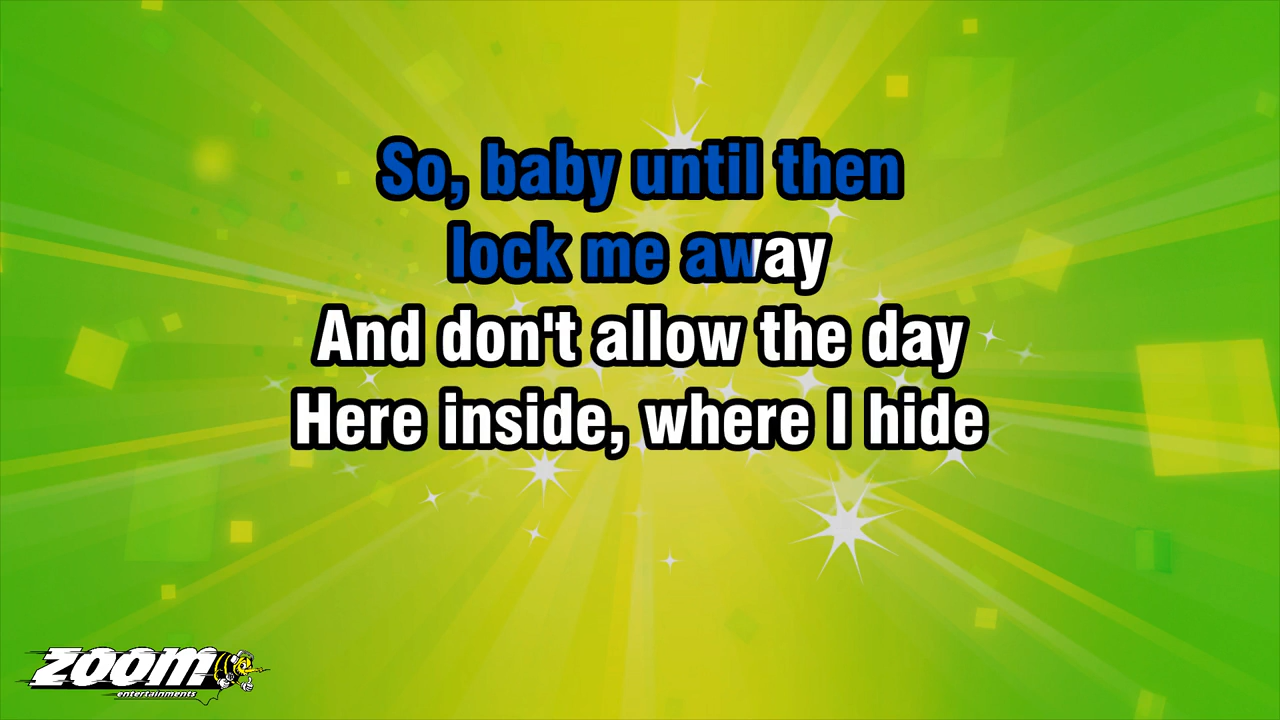 So, baby until then
lock me away
And don't allow the day
Here inside, where I hide
zoom
entertainments